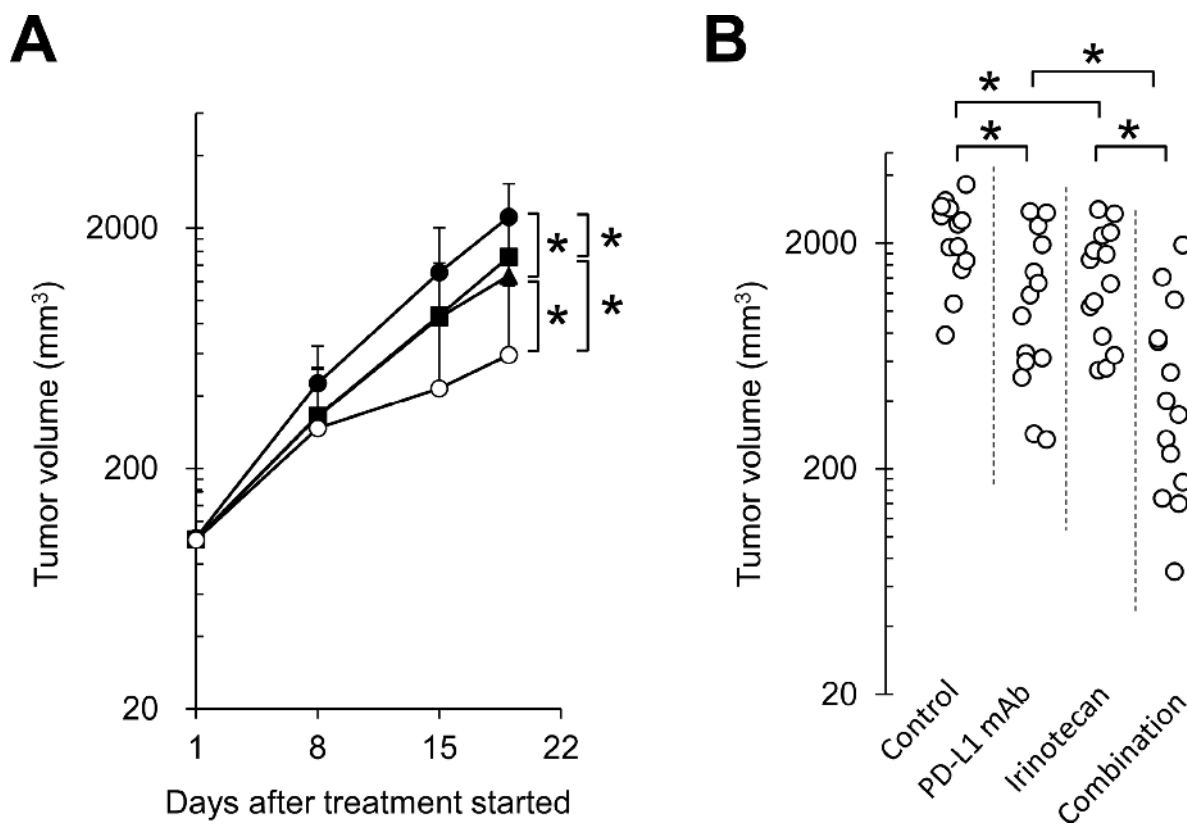 A
Tumor volume (mm³)
2000
200
20
1 8 15 22
Days after treatment started
*
*
*
*
B
Tumor volume (mm³)
2000
200
20
*
*
*
*
Control
PD-L1 mAb
Irinotecan
Combination